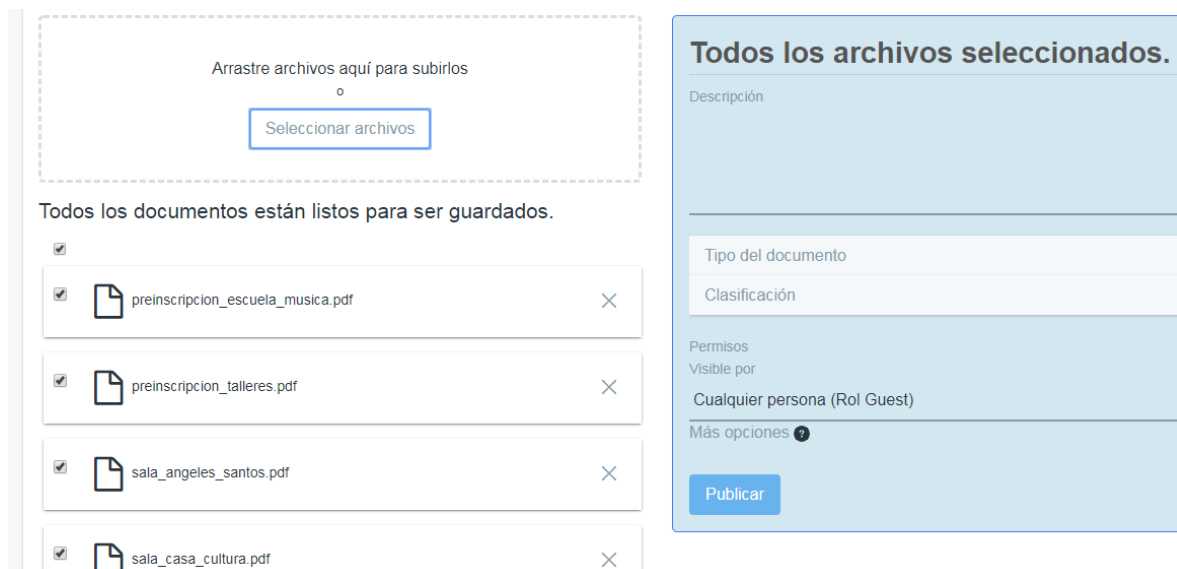 Arrastre archivos aquí para subirlos
o
Seleccionar archivos
Todos los documentos están listos para ser guardados.
preinscripcion_escuela_musica.pdf
preinscripcion_talleres.pdf
sala_angeles_santos.pdf
sala_casa_cultura.pdf
Todos los archivos seleccionados.
Descripción
Tipo del documento
Clasificación
Permisos
Visible por
Cualquier persona (Rol Guest)
Más opciones ?
Publicar